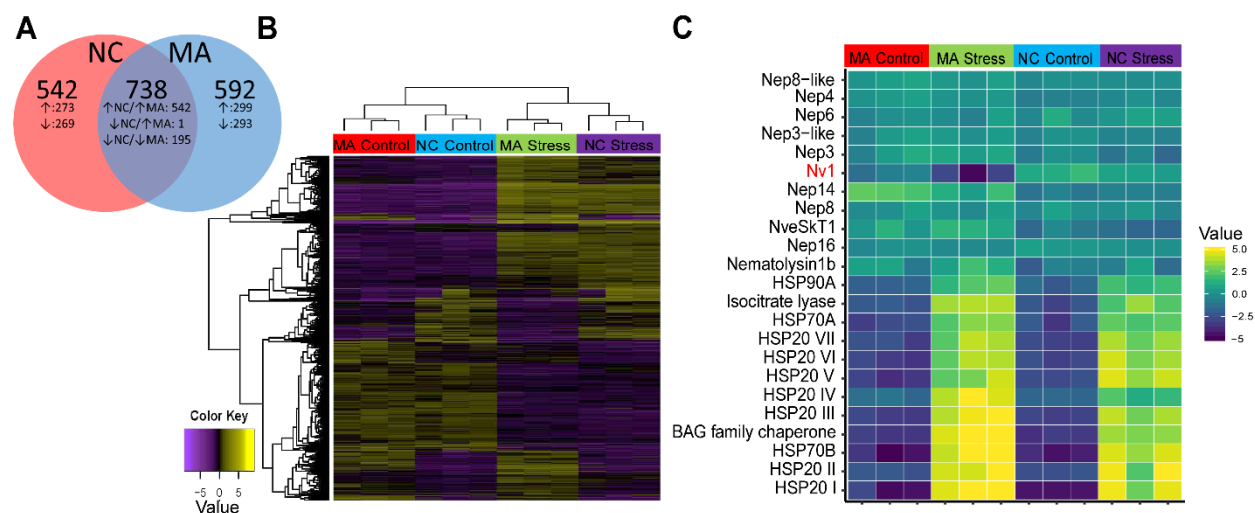 A
NC
MA
542
↑:273
↓:269
738
↑NC/↑MA: 542
↓NC/↑MA: 1
↓NC/↓MA: 195
592
↑:299
↓:293
B
MA Control
NC Control
MA Stress
NC Stress
Color Key
−5 0 5
Value
C
MA Control
MA Stress
NC Control
NC Stress
Nep8−like
Nep4
Nep6
Nep3−like
Nep3
Nv1
Nep14
Nep8
NveSkT1
Nep16
Nematolysin1b
HSP90A
Isocitrate lyase
HSP70A
HSP20 VII
HSP20 VI
HSP20 V
HSP20 IV
HSP20 III
BAG family chaperone
HSP70B
HSP20 II
HSP20 I
Value
5.0
2.5
0
−2.5
−5